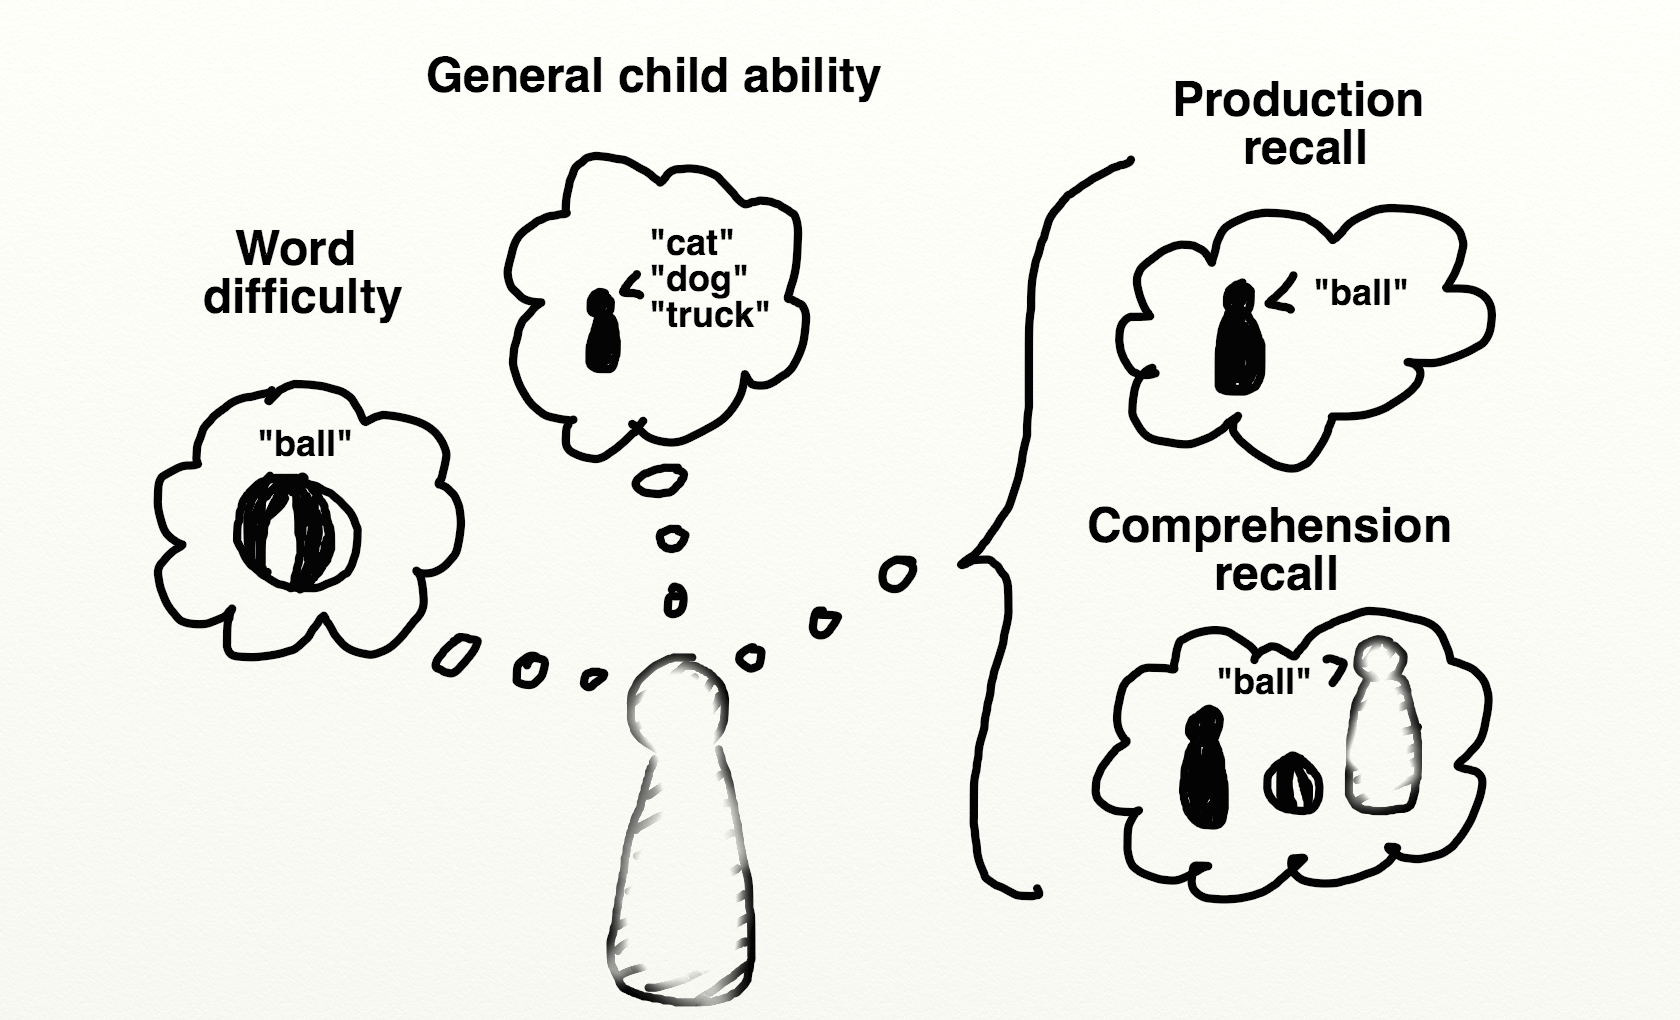 General child ability
Word
difficulty
"ball"
"cat"
"dog"
"truck"
Production
recall
"ball"
Comprehension
recall
"ball"